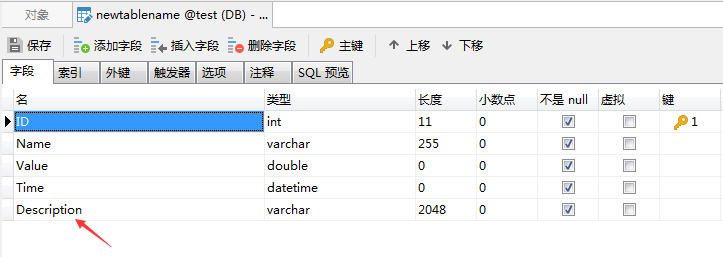 对象 newtablename @test (DB) - ...
保存 添加字段 插入字段 删除字段 主键 上移 下移
字段 索引 外键 触发器 选项 注释 SQL 预览
名 类型 长度 小数点 不是 null 虚拟 键
ID int 11 0 1
Name varchar 255 0
Value double 0 0
Time datetime 0 0
Description varchar 2048 0